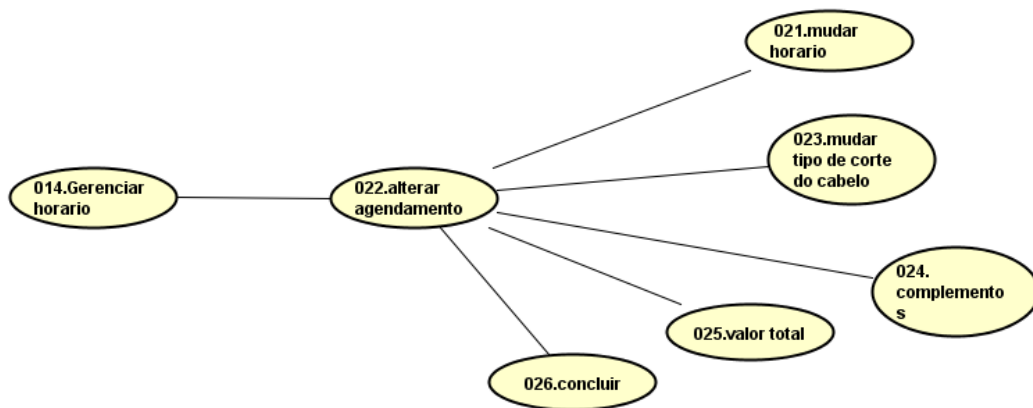 021.mudar
horario
023.mudar
tipo de corte
do cabelo
014.Gerenciar
horario
022.alterar
agendamento
024.
complemento
s
025.valor total
026.concluir